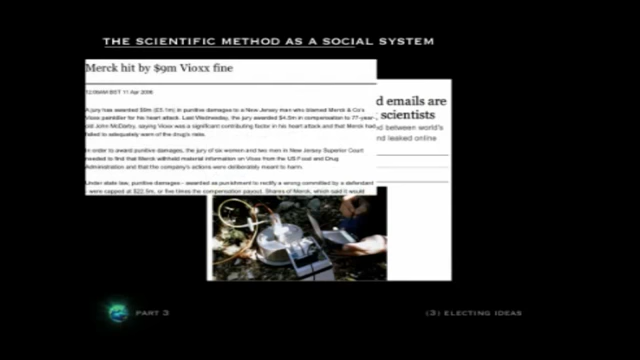 THE SCIENTIFIC METHOD AS A SOCIAL SYSTEM
Merck hit by $9m Vioxx fine
12:00AM BST 11 Apr 2006
A jury has awarded $9m (£5.1m) in punitive damages to a New Jersey man who blamed Merck & Co's
Vioxx painkiller for his heart attack. Last Wednesday, the jury awarded $4.5m in compensation to 77-year-
old John McDarby, saying Vioxx was a significant contributing factor in his heart attack and that Merck had
failed to adequately warn of the drug's risks.
In order to award punitive damages, the jury of six women and two men in New Jersey Superior Court
needed to find that Merck withheld material information on Vioxx from the US Food and Drug
Administration and that the company's actions were deliberately meant to harm.
Under state law, punitive damages - awarded as punishment to rectify a wrong committed by a defendant
- were capped at $22.5m, or five times the compensation payout. Shares of Merck, which said it would
d emails are
scientists
d between world's
nd leaked online
PART 3
(3) ELECTING IDEAS